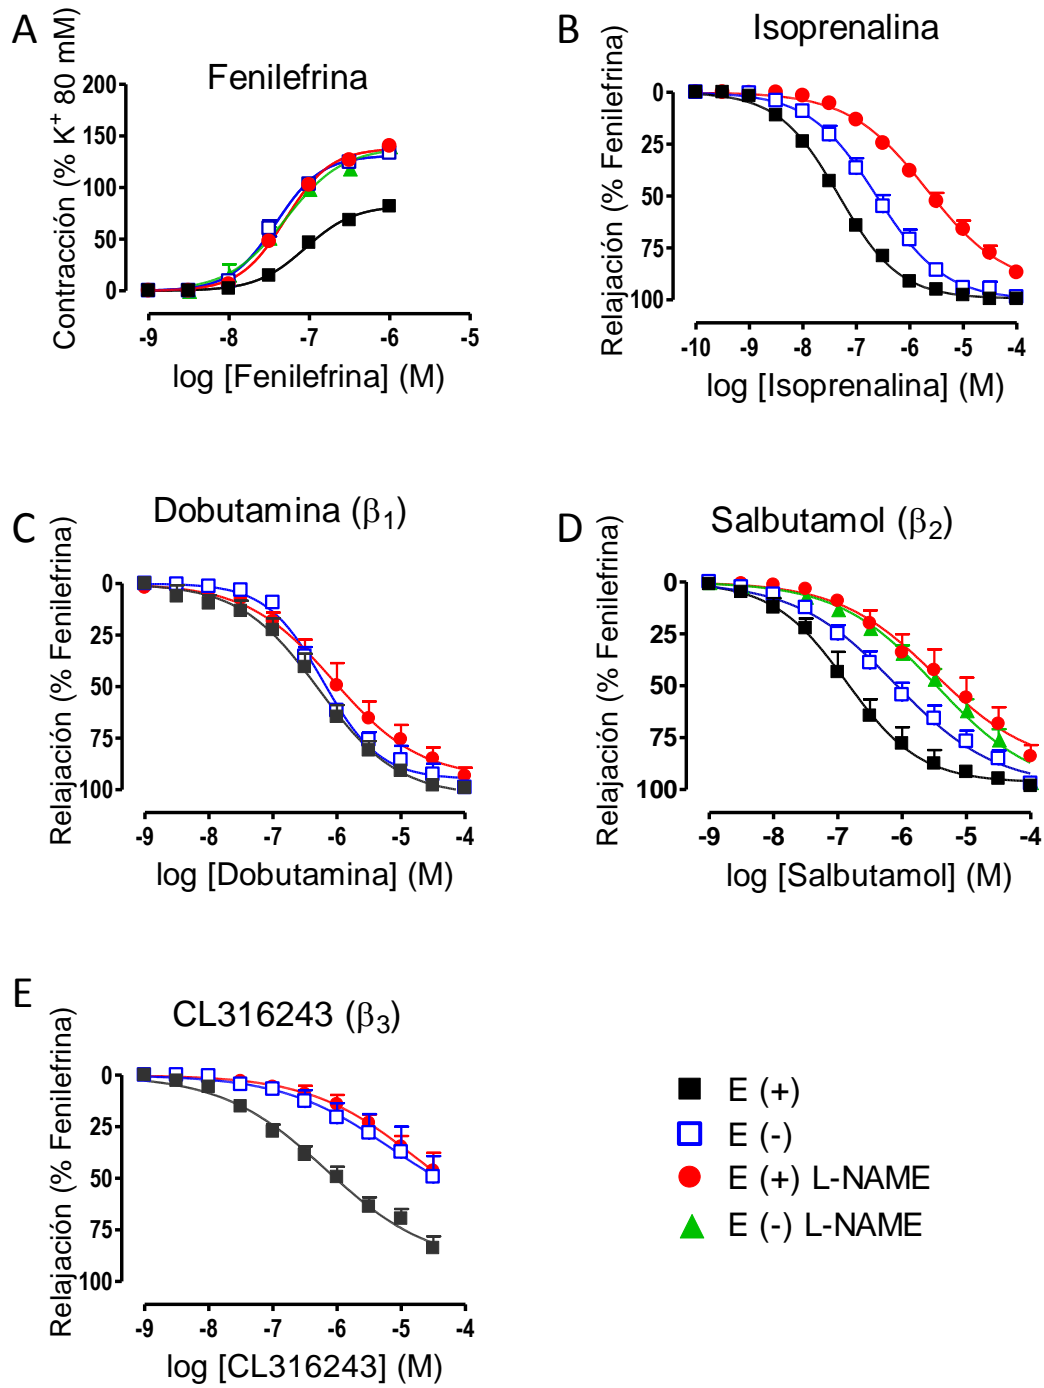 A
Fenilefrina
Contracción (% K⁺ 80 mM)
200
150
100
50
0
-9 -8 -7 -6 -5
log [Fenilefrina] (M)
B
Isoprenalina
Relajación (% Fenilefrina)
0
25
50
75
100
-10 -9 -8 -7 -6 -5 -4
log [Isoprenalina] (M)
C
Dobutamina (β₁)
Relajación (% Fenilefrina)
0
25
50
75
100
-9 -8 -7 -6 -5 -4
log [Dobutamina] (M)
D
Salbutamol (β₂)
Relajación (% Fenilefrina)
0
25
50
75
100
-9 -8 -7 -6 -5 -4
log [Salbutamol] (M)
E
CL316243 (β₃)
Relajación (% Fenilefrina)
0
25
50
75
100
-9 -8 -7 -6 -5 -4
log [CL316243] (M)
E (+)
E (-)
E (+) L-NAME
E (-) L-NAME